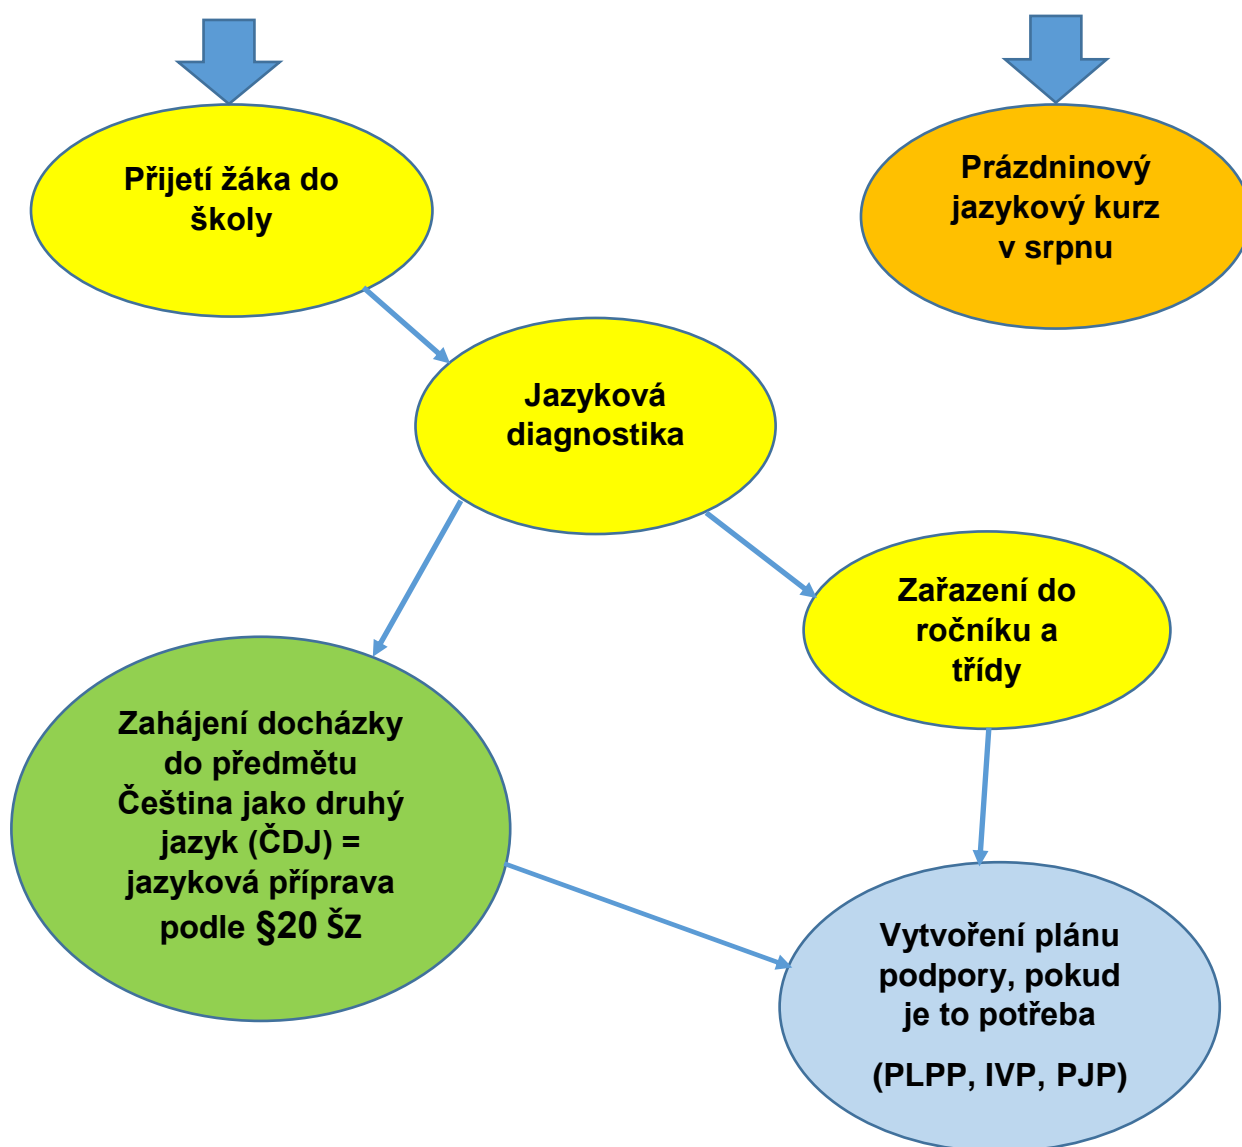 Přijetí žáka do
školy
Prázdninový
jazykový kurz
v srpnu
Jazyková
diagnostika
Zařazení do
ročníku a
třídy
Zahájení docházky
do předmětu
Čeština jako druhý
jazyk (ČDJ) =
jazyková příprava
podle §20 ŠZ
Vytvoření plánu
podpory, pokud
je to potřeba
(PLPP, IVP, PJP)